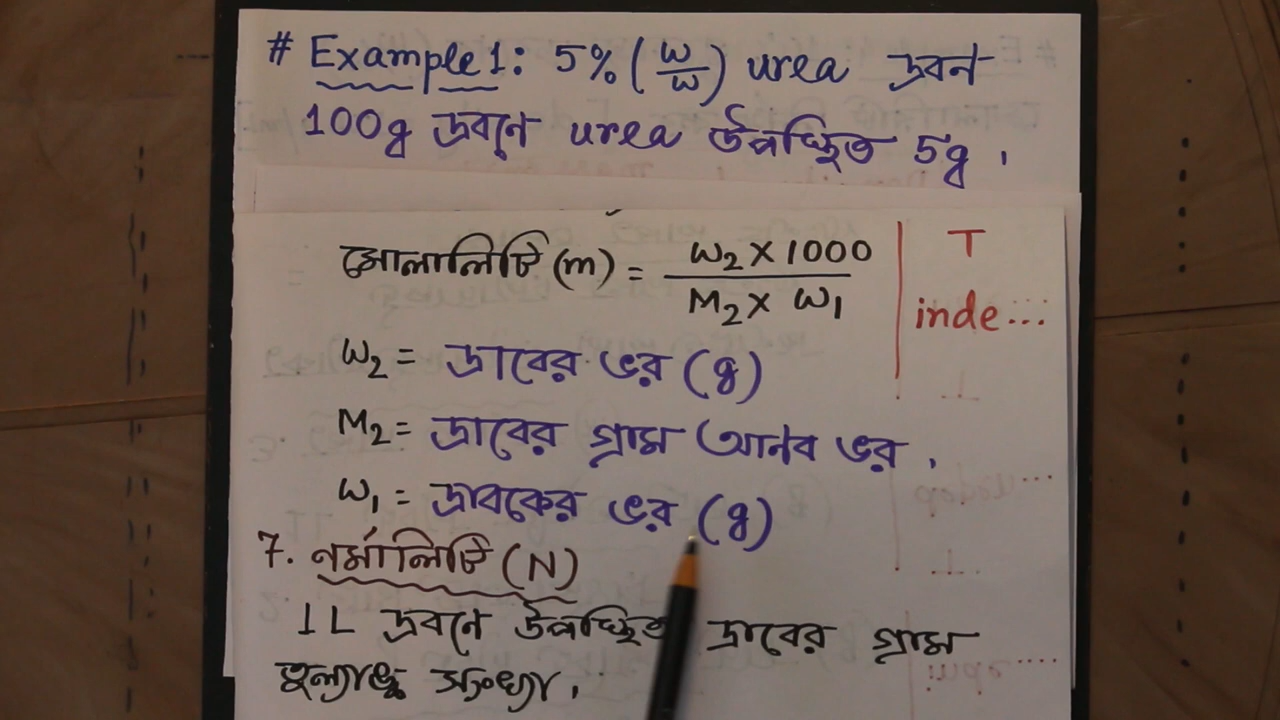 # Example 1: 5% (w/w) urea দ্রবন
100g দ্রবণে urea উপস্থিত 5g.
মোলালিটি (m) = W₂ X 1000 / M₂ X W₁
T
inde...
W₂ = দ্রাবের ভর (g)
M₂ = দ্রাবের গ্রাম আনব ভর.
W₁ = দ্রাবকের ভর (g)
7. নর্মালিটি (N)
1L দ্রবণে উপস্থিত দ্রাবের গ্রাম
তুল্যাঙ্ক সংখ্যা.